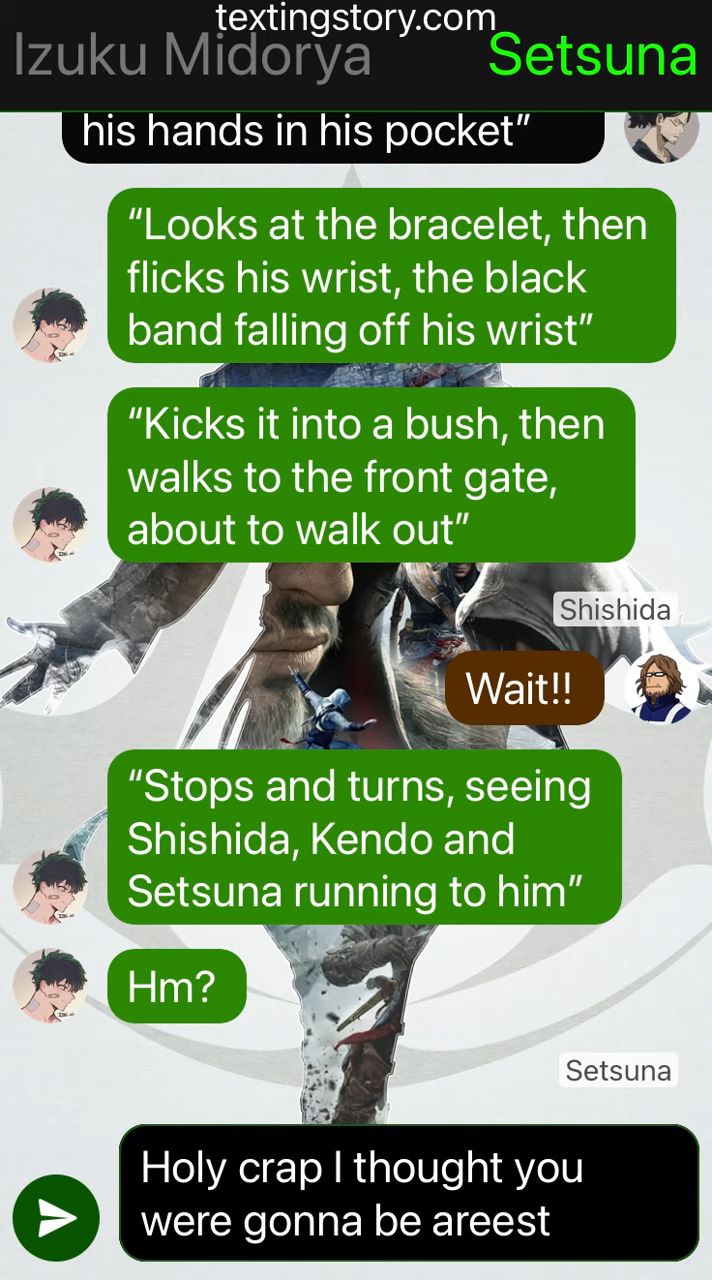 textingstory.com
Izuku Midorya
Setsuna
his hands in his pocket”
“Looks at the bracelet, then
flicks his wrist, the black
band falling off his wrist”
“Kicks it into a bush, then
walks to the front gate,
about to walk out”
Shishida
Wait!!
“Stops and turns, seeing
Shishida, Kendo and
Setsuna running to him”
Hm?
Setsuna
Holy crap I thought you
were gonna be areest